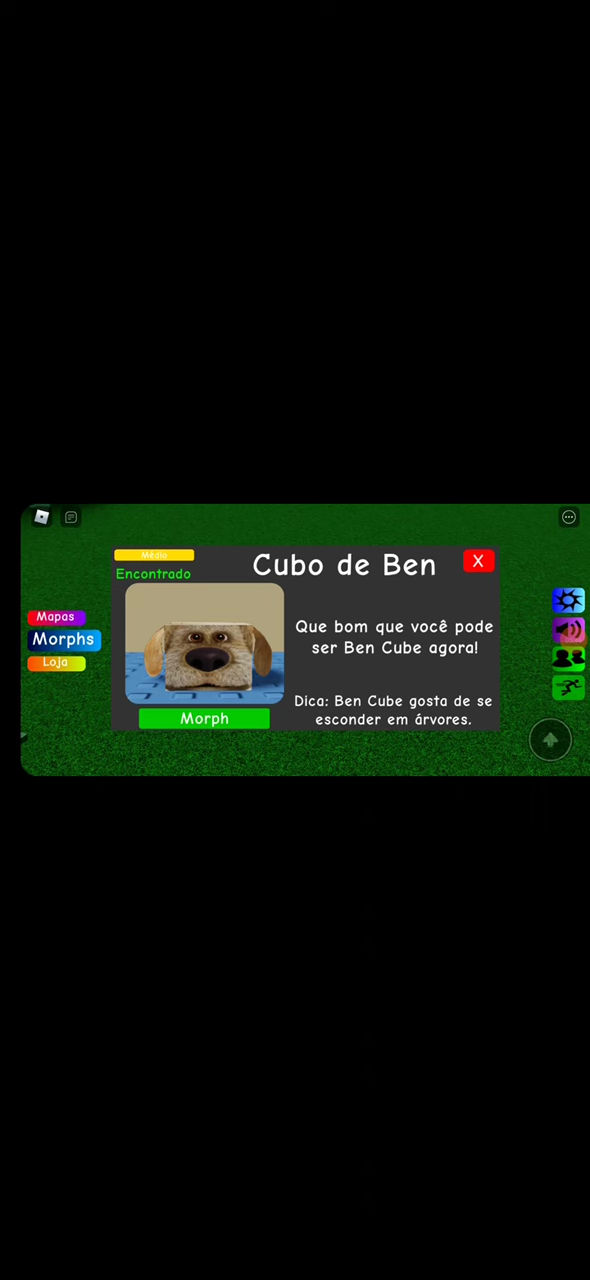 Médio
Cubo de Ben
X
Encontrado
Mapas
Morphs
Loja
Que bom que você pode
ser Ben Cube agora!
Dica: Ben Cube gosta de se
esconder em árvores.
Morph